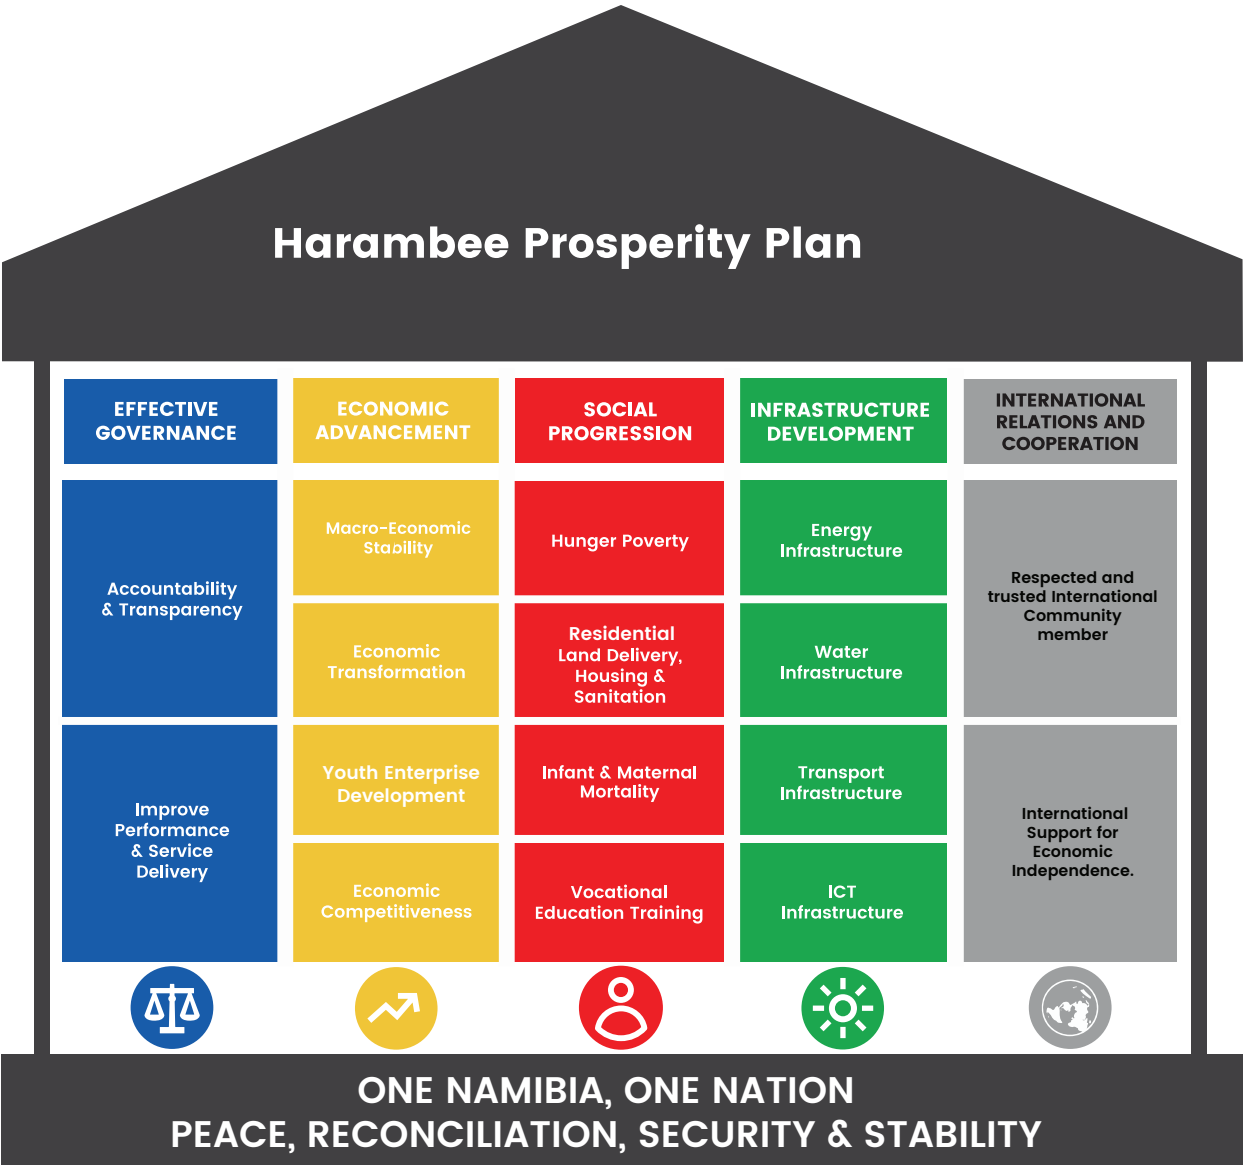 Harambee Prosperity Plan
EFFECTIVE
GOVERNANCE
ECONOMIC
ADVANCEMENT
SOCIAL
PROGRESSION
INFRASTRUCTURE
DEVELOPMENT
INTERNATIONAL
RELATIONS AND
COOPERATION
Accountability
& Transparency
Improve
Performance
& Service
Delivery
Macro-Economic
Stability
Economic
Transformation
Youth Enterprise
Development
Economic
Competitiveness
Hunger Poverty
Residential
Land Delivery,
Housing &
Sanitation
Infant & Maternal
Mortality
Vocational
Education Training
Energy
Infrastructure
Water
Infrastructure
Transport
Infrastructure
ICT
Infrastructure
Respected and
trusted International
Community
member
International
Support for
Economic
Independence.
ONE NAMIBIA, ONE NATION
PEACE, RECONCILIATION, SECURITY & STABILITY